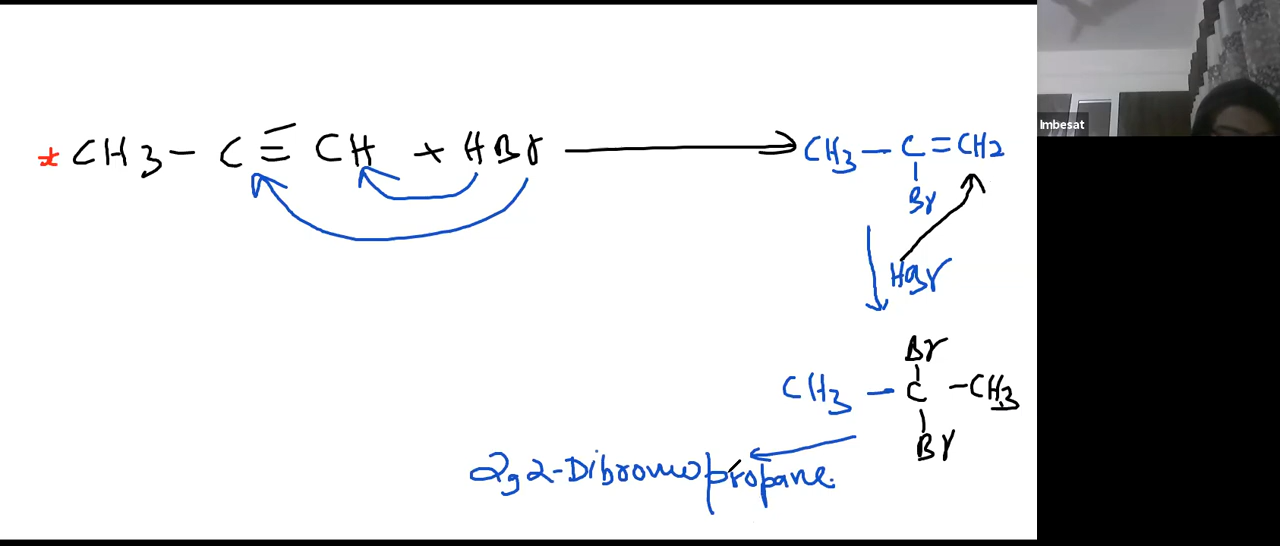 * CH3 - C ≡ CH + HBr ⟶ CH3 - C = CH2
Imbesat
Br
HBr
Br
CH3 - C - CH3
Br
2,2-Dibromopropane.